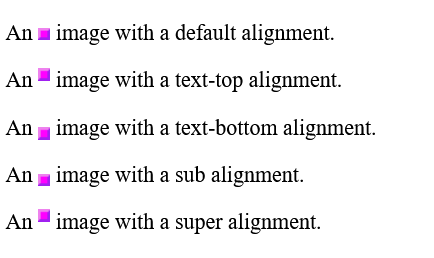 An image with a default alignment.
An image with a text-top alignment.
An image with a text-bottom alignment.
An image with a sub alignment.
An image with a super alignment.